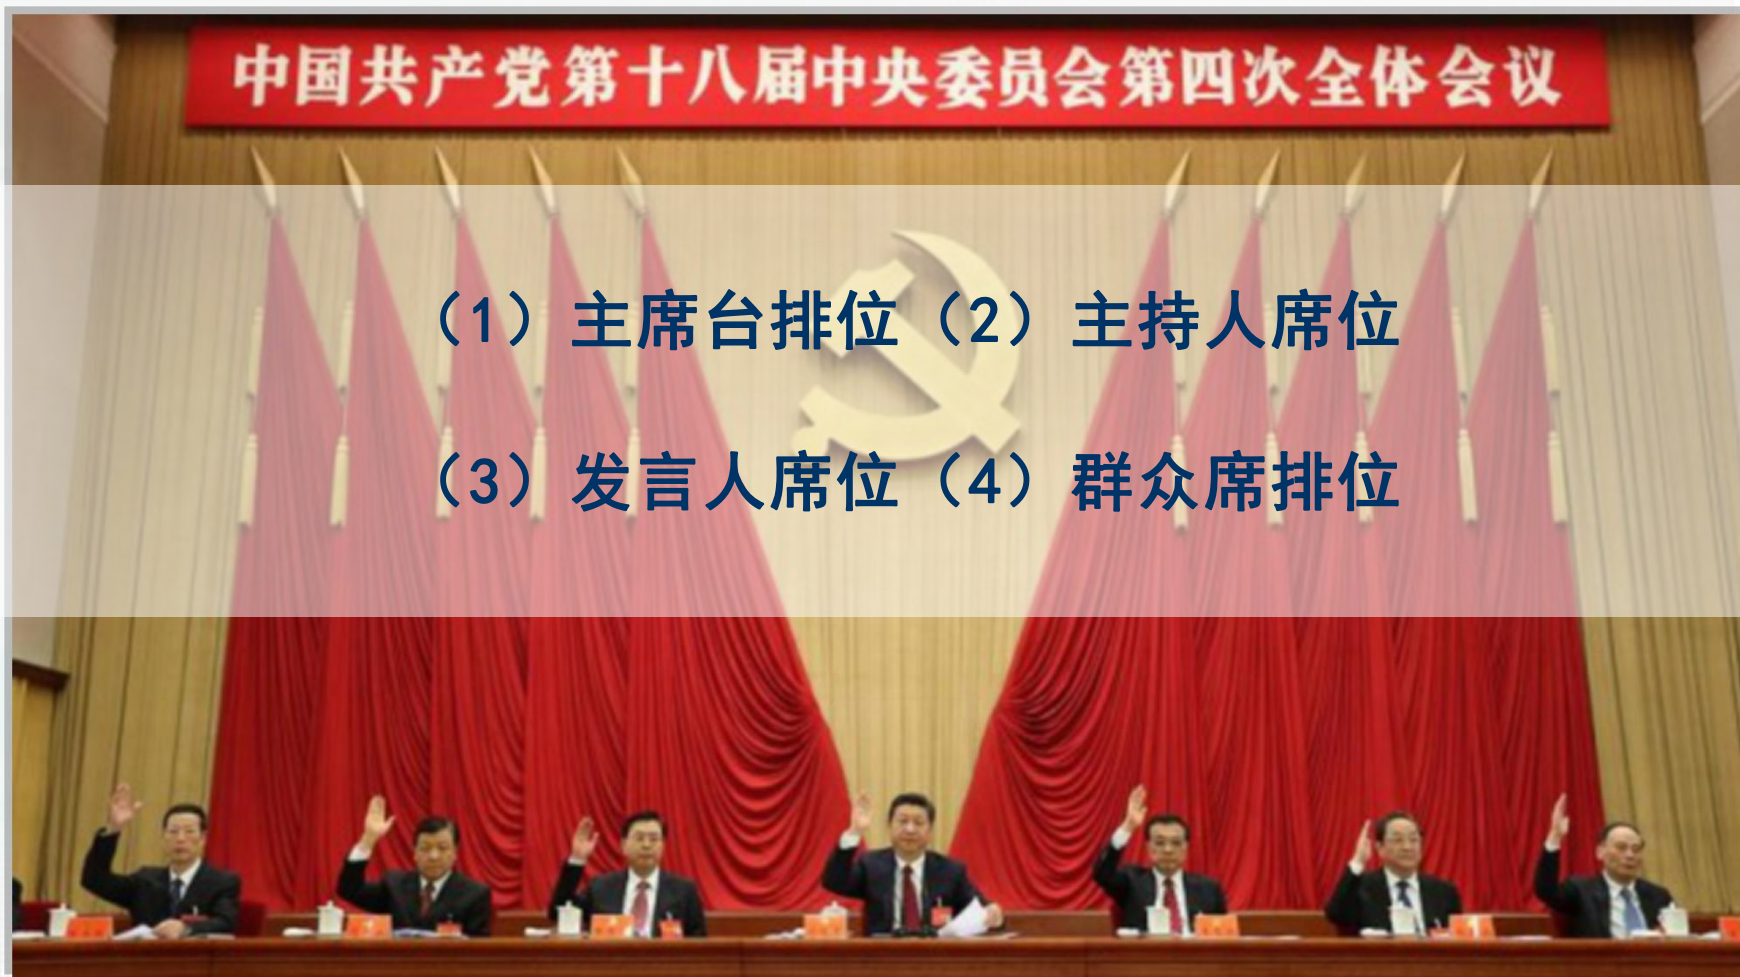 中国共产党第十八届中央委员会第四次全体会议
（1）主席台排位（2）主持人席位
（3）发言人席位（4）群众席排位